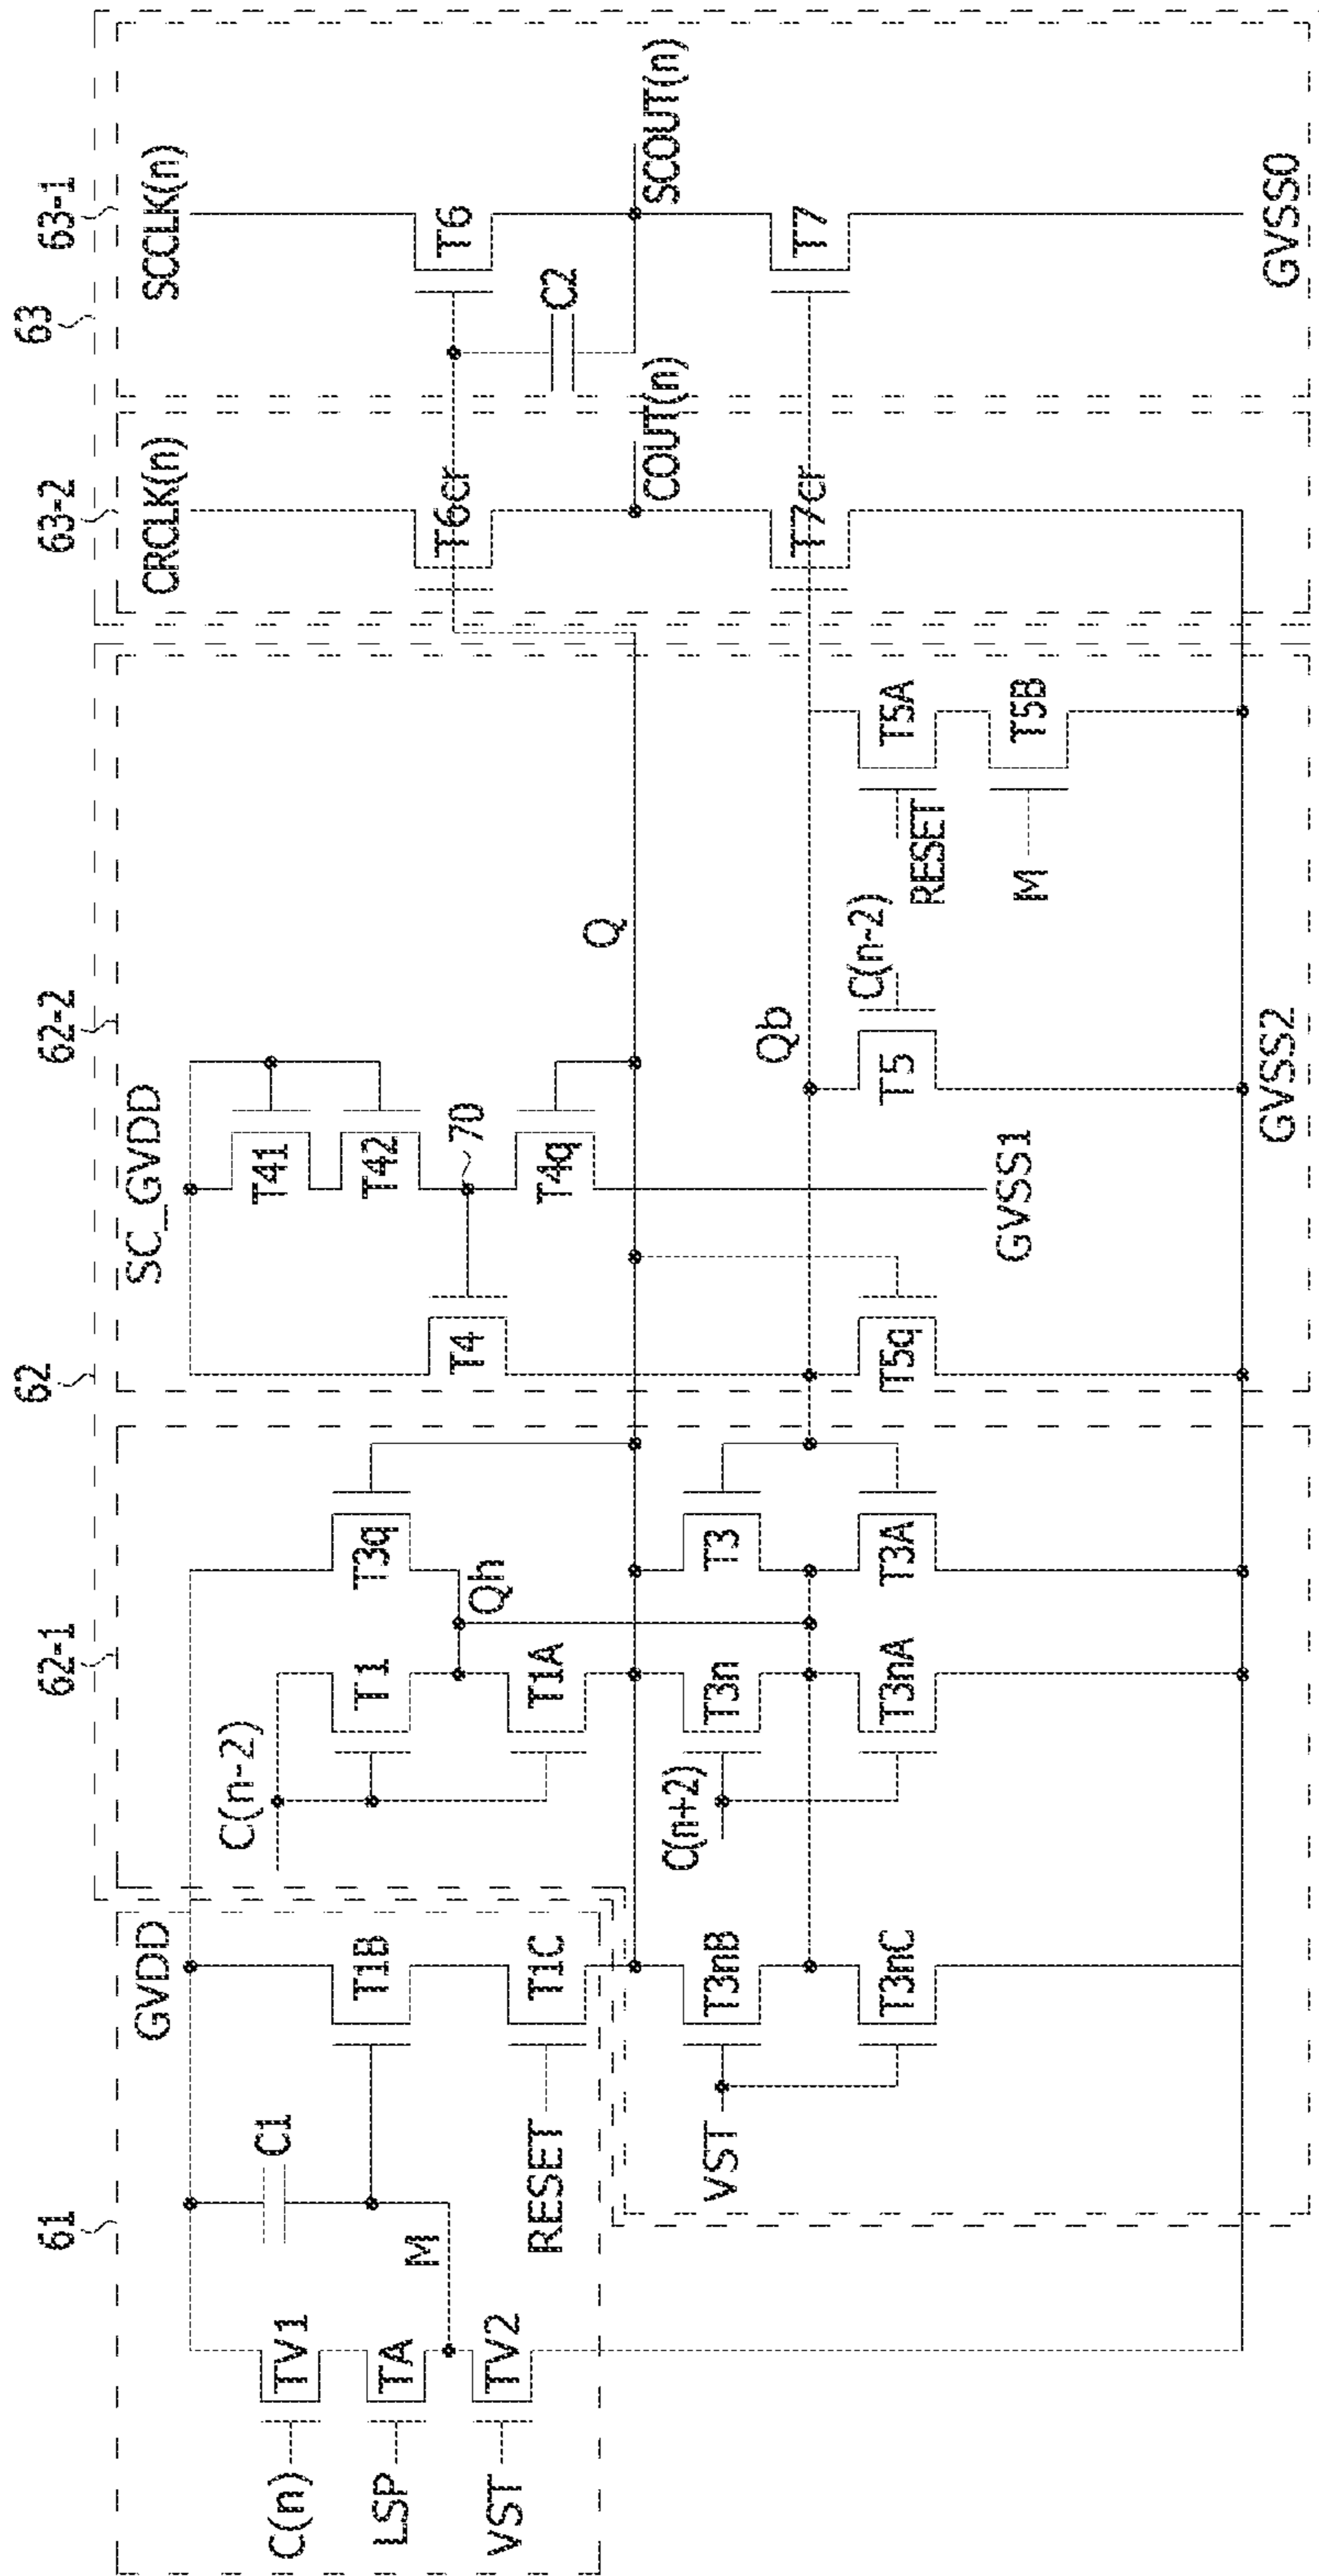 61
62
62-1
62-2
63
63-2
63-1
GVDD
C(n)
TV1
LSP
TA
VST
TV2
M
C1
T1B
RESET
T1C
VST
T3nB
T3nC
C(n-2)
T1
T1A
T3q
Qh
C(n+2)
T3n
T3nA
T3
T3A
SC_GVDD
T41
T42
70
T4
T4q
Q
GVSS1
Qb
T5q
T5
C(n-2)
T5A
RESET
T5B
M
GVSS2
CRCLK(n)
T6cr
COUT(n)
T7cr
SCCLK(n)
T6
C2
SCOUT(n)
T7
GVSS0